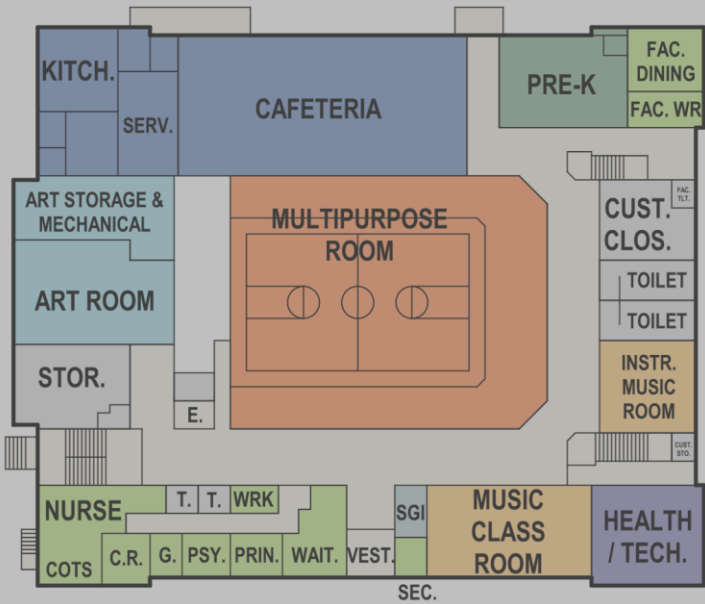 KITCH.
SERV.
CAFETERIA
PRE-K
FAC.
DINING
FAC. WR
ART STORAGE &
MECHANICAL
MULTIPURPOSE
ROOM
FAC.
TLT.
CUST.
CLOS.
ART ROOM
TOILET
TOILET
STOR.
E.
INSTR.
MUSIC
ROOM
CUST.
STO.
NURSE
COTS
T.
T.
WRK
C.R.
G.
PSY.
PRIN.
WAIT.
VEST.
SGI
MUSIC
CLASS
ROOM
HEALTH
/ TECH.
SEC.